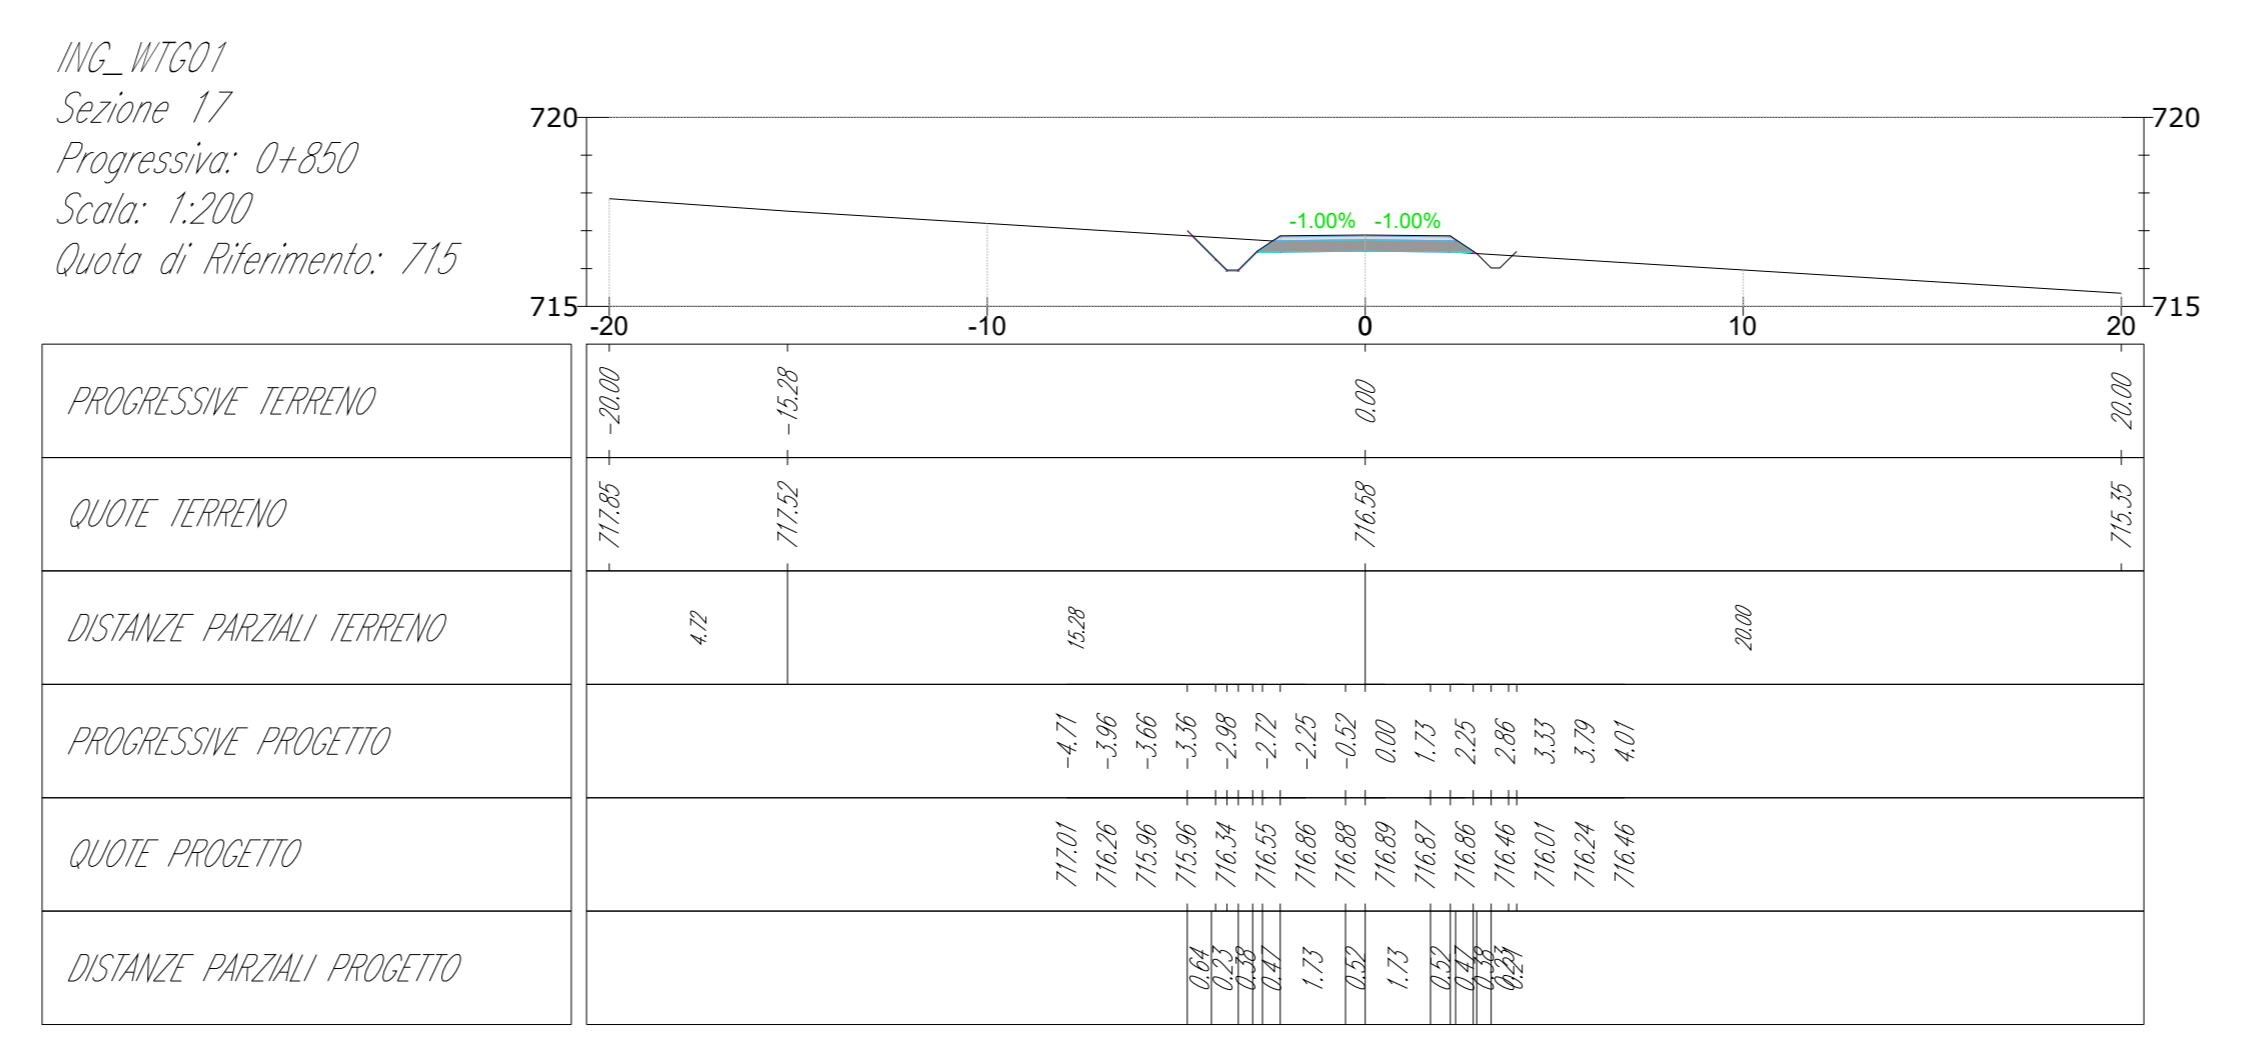 ING_WTG01
Sezione 17
Progressiva: 0+850
Scala: 1:200
Quota di Riferimento: 715
720 720
-1.00% -1.00%
715 715
-20 -10 0 10 20
PROGRESSIVE TERRENO -20.00 -15.28 0.00 20.00
QUOTE TERRENO 717.85 717.52 716.58 715.35
DISTANZE PARZIALI TERRENO 4.72 15.28 20.00
PROGRESSIVE PROGETTO -4.71 -3.96 -3.66 -3.36 -2.98 -2.72 -2.25 -0.52 0.00 1.73 2.25 2.86 3.33 3.79 4.01
QUOTE PROGETTO 717.01 716.26 715.96 715.96 716.34 716.55 716.86 716.88 716.89 716.87 716.86 716.46 716.01 716.24 716.46
DISTANZE PARZIALI PROGETTO 0.64 0.23 0.38 0.47 1.73 0.52 1.73 0.52 0.47 0.38 0.23